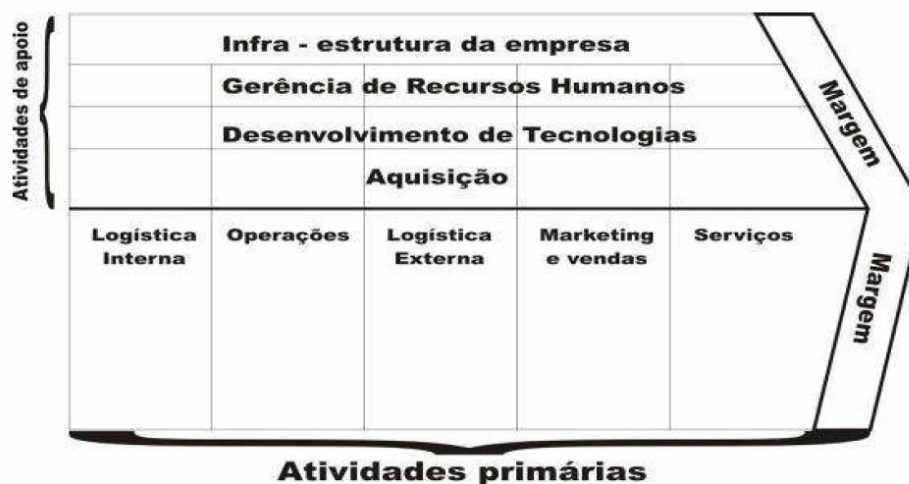 Atividades de apoio
Infra - estrutura da empresa
Gerência de Recursos Humanos
Desenvolvimento de Tecnologias
Aquisição
Margem
Logística
Interna
Operações
Logística
Externa
Marketing
e vendas
Serviços
Margem
Atividades primárias